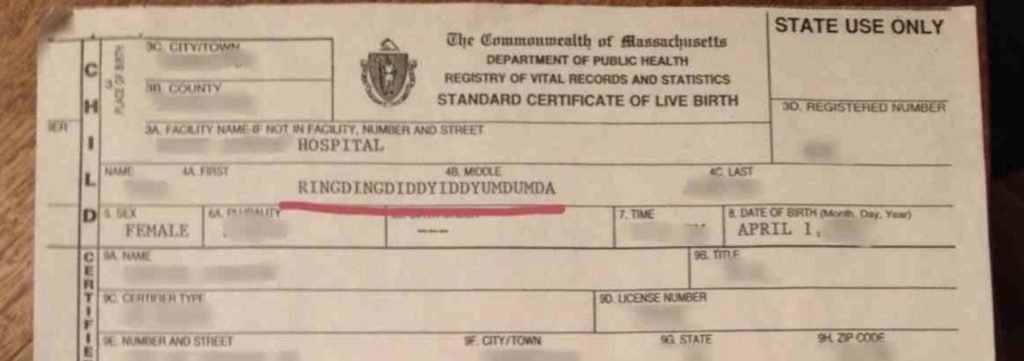 STATE USE ONLY
The Commonwealth of Massachusetts
DEPARTMENT OF PUBLIC HEALTH
REGISTRY OF VITAL RECORDS AND STATISTICS
STANDARD CERTIFICATE OF LIVE BIRTH
3C. CITY/TOWN
3 PLACE OF BIRTH
3B. COUNTY
3D. REGISTERED NUMBER
3A. FACILITY NAME-IF NOT IN FACILITY, NUMBER AND STREET
HOSPITAL
CHILD
NAME 4A. FIRST 4B. MIDDLE 4C. LAST
RINGDINGDIDDYIDDYUMDUMDA
5. SEX 6A. PLURALITY 7. TIME 8. DATE OF BIRTH (Month, Day, Year)
FEMALE --- APRIL 1,
CERTIFIE
9A. NAME 9B. TITLE
9C. CERTIFIER TYPE 9D. LICENSE NUMBER
9E. NUMBER AND STREET 9F. CITY/TOWN 9G. STATE 9H. ZIP CODE